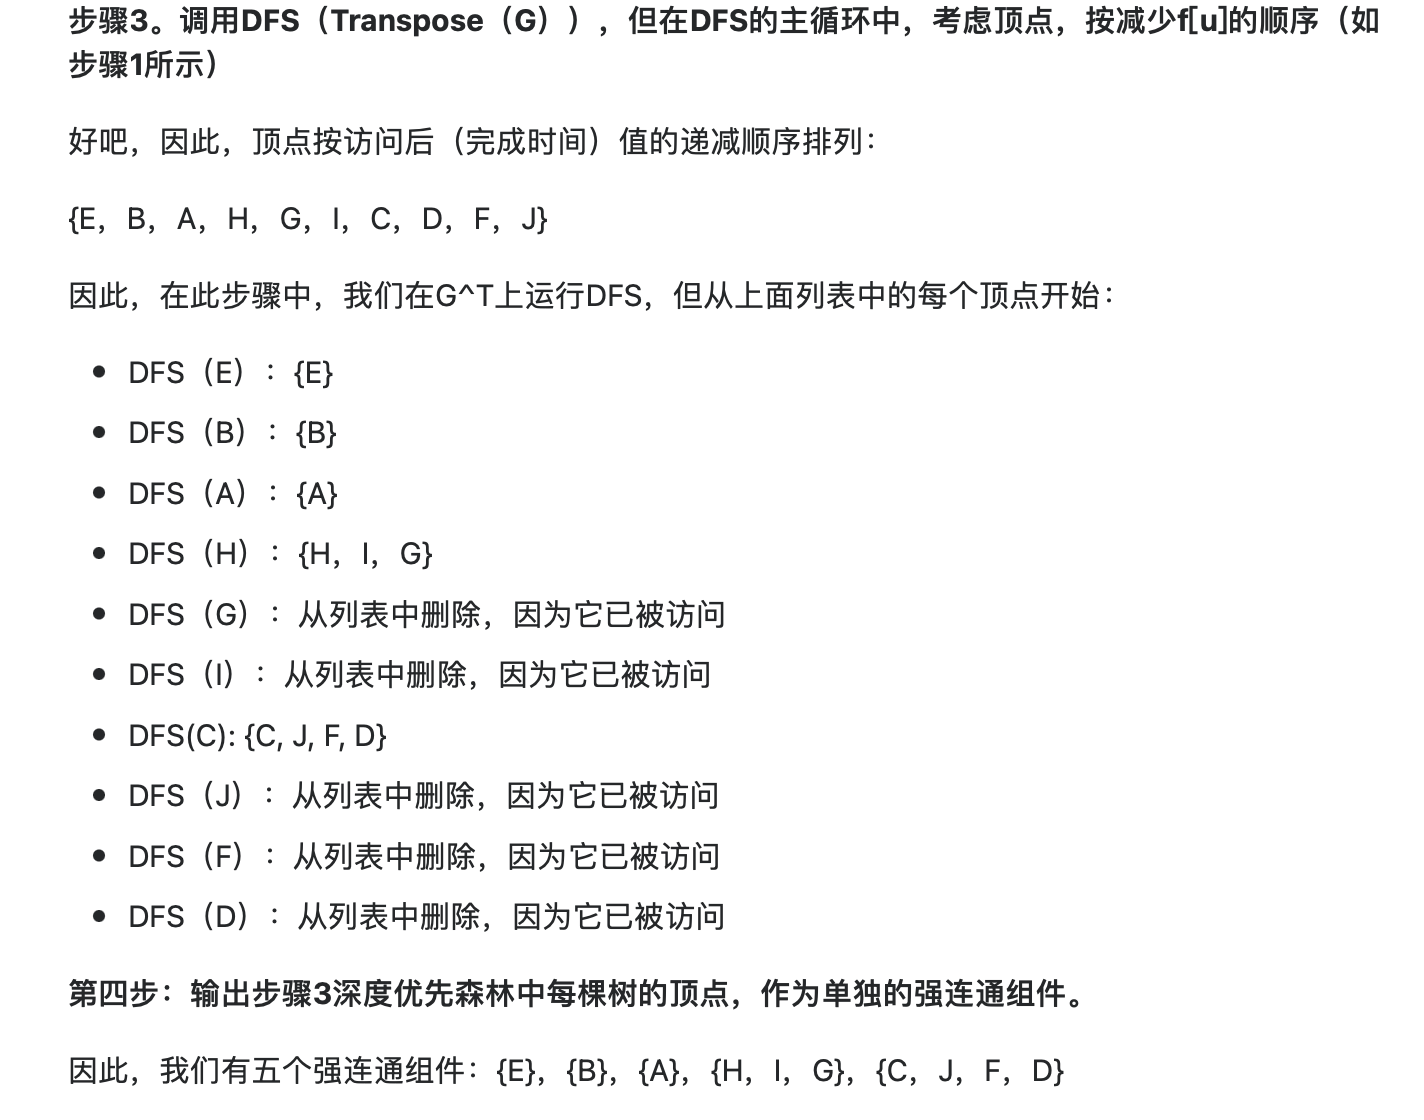 步骤3。调用DFS（Transpose（G）），但在DFS的主循环中，考虑顶点，按减少f[u]的顺序（如
步骤1所示）
好吧，因此，顶点按访问后（完成时间）值的递减顺序排列：
{E，B，A，H，G，I，C，D，F，J}
因此，在此步骤中，我们在G^T上运行DFS，但从上面列表中的每个顶点开始：
• DFS（E）：{E}
• DFS（B）：{B}
• DFS（A）：{A}
• DFS（H）：{H，I，G}
• DFS（G）：从列表中删除，因为它已被访问
• DFS（I）：从列表中删除，因为它已被访问
• DFS(C): {C, J, F, D}
• DFS（J）：从列表中删除，因为它已被访问
• DFS（F）：从列表中删除，因为它已被访问
• DFS（D）：从列表中删除，因为它已被访问
第四步：输出步骤3深度优先森林中每棵树的顶点，作为单独的强连通组件。
因此，我们有五个强连通组件：{E}，{B}，{A}，{H，I，G}，{C，J，F，D}